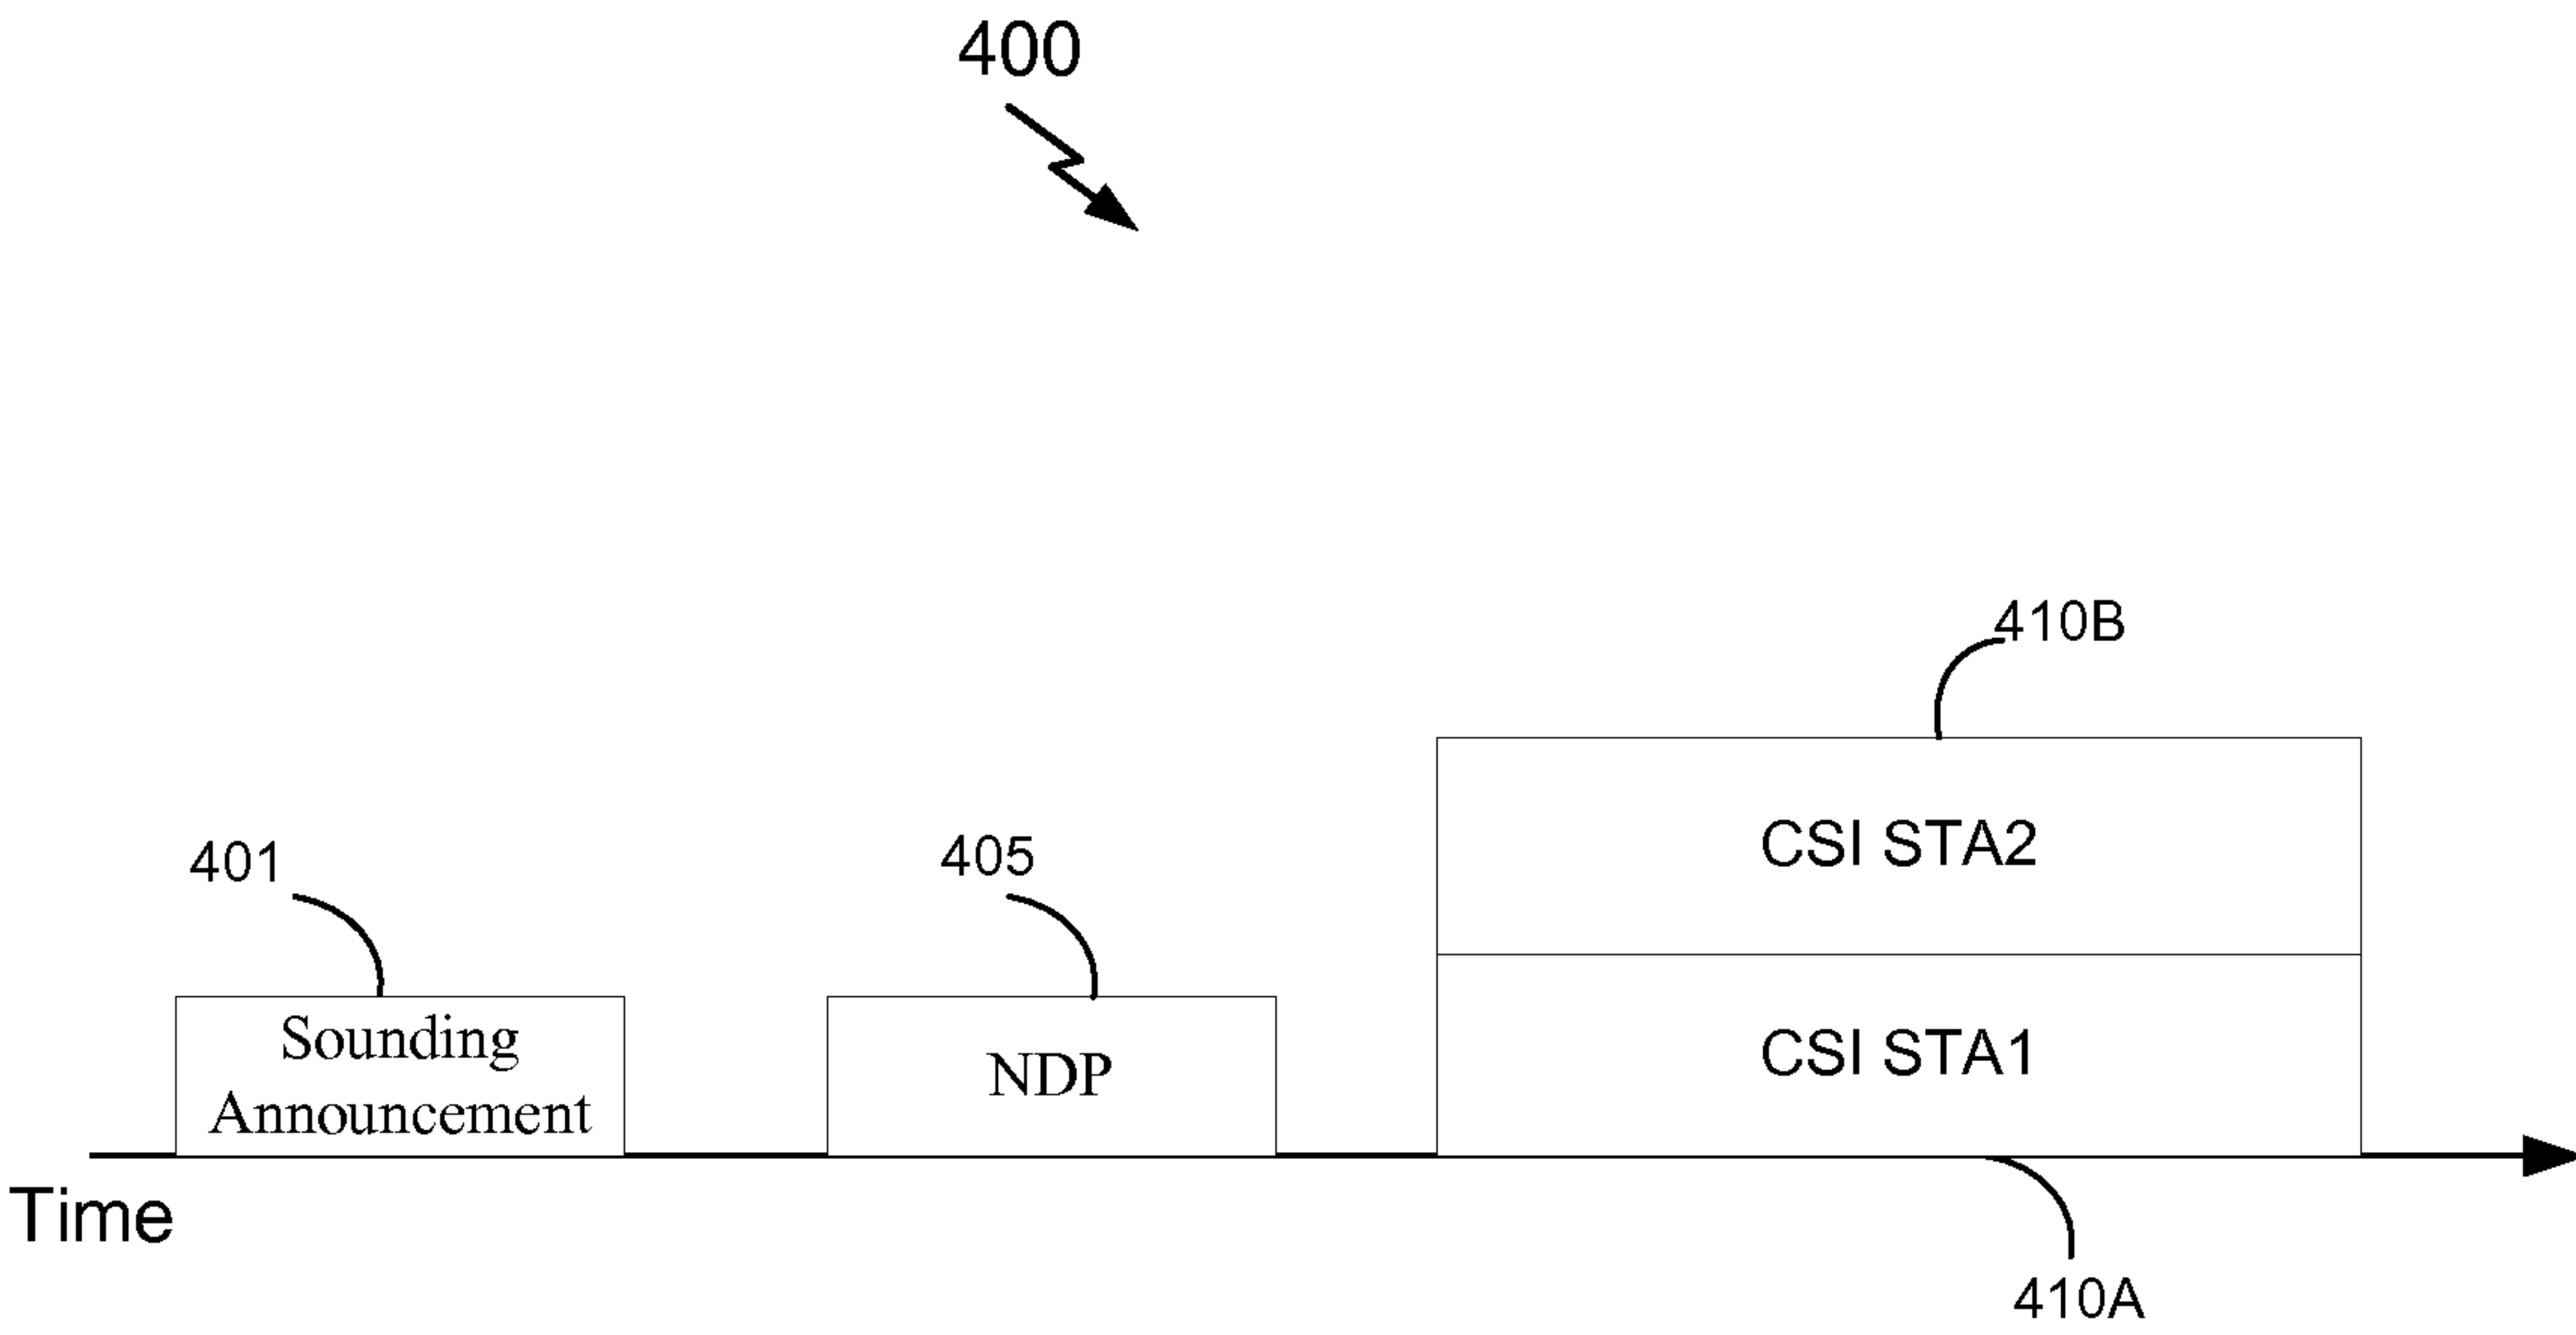 400
410B
CSI STA2
401
405
Sounding
Announcement
NDP
CSI STA1
Time
410A